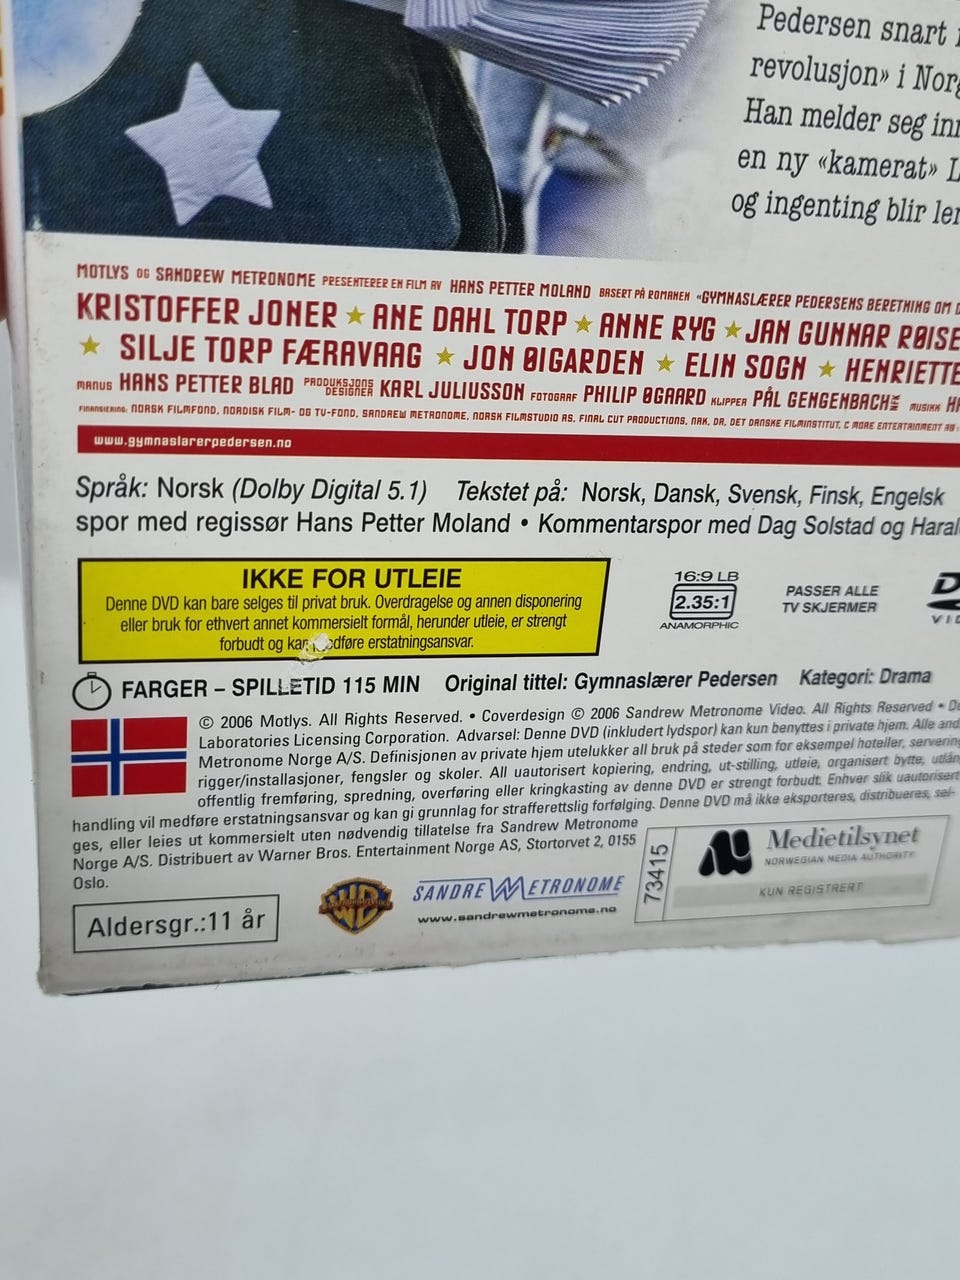 Pedersen snart
revolusjon» i Norg
Han melder seg inn
en ny «kamerat» L
og ingenting blir len
MOTLYS OG SANDREW METRONOME PRESENTERER EN FILM AV HANS PETTER MOLAND BASERT PÅ ROMANEN «GYMNASLÆRER PEDERSENS BERETNING OM D
KRISTOFFER JONER ★ ANE DAHL TORP ★ ANNE RYG ★ JAN GUNNAR RØISE
★ SILJE TORP FÆRAVAAG ★ JON ØIGARDEN ★ ELIN SOGN ★ HENRIETTE
MANUS HANS PETTER BLAD PRODUKSJONSDESIGNER KARL JULIUSSON FOTOGRAF PHILIP ØGAARD KLIPPER PÅL GENGENBACH MUSIKK
FINANSIERING: NORSK FILMFOND, NORDISK FILM- OG TV-FOND, SANDREW METRONOME, NORSK FILMSTUDIO AS, FINAL CUT PRODUCTIONS, NRK, DR, DET DANSKE FILMINSTITUT, C MORE ENTERTAINMENT AB
www.gymnaslarerpedersen.no
Språk: Norsk (Dolby Digital 5.1) Tekstet på: Norsk, Dansk, Svensk, Finsk, Engelsk
spor med regissør Hans Petter Moland • Kommentarspor med Dag Solstad og Haral
IKKE FOR UTLEIE
Denne DVD kan bare selges til privat bruk. Overdragelse og annen disponering
eller bruk for ethvert annet kommersielt formål, herunder utleie, er strengt
forbudt og kan medføre erstatningsansvar.
16:9 LB
2.35:1
ANAMORPHIC
PASSER ALLE
TV SKJERMER
FARGER – SPILLETID 115 MIN Original tittel: Gymnaslærer Pedersen Kategori: Drama
© 2006 Motlys. All Rights Reserved. • Coverdesign © 2006 Sandrew Metronome Video. All Rights Reserved • Do
Laboratories Licensing Corporation. Advarsel: Denne DVD (inkludert lydspor) kan kun benyttes i private hjem. Alle and
Metronome Norge A/S. Definisjonen av private hjem utelukker all bruk på steder som for eksempel hoteller, servering
rigger/installasjoner, fengsler og skoler. All uautorisert kopiering, endring, ut-stilling, utleie, organisert bytte, utlån
offentlig fremføring, spredning, overføring eller kringkasting av denne DVD er strengt forbudt. Enhver slik uautorisert
handling vil medføre erstatningsansvar og kan gi grunnlag for strafferettslig forfølging. Denne DVD må ikke eksporteres, distribueres, sel-
ges, eller leies ut kommersielt uten nødvendig tillatelse fra Sandrew Metronome
Norge A/S. Distribuert av Warner Bros. Entertainment Norge AS, Stortorvet 2, 0155
Oslo.
Aldersgr.:11 år
WB
SANDREW METRONOME
www.sandrewmetronome.no
73415
Medietilsynet
NORWEGIAN MEDIA AUTHORITY
KUN REGISTRERT